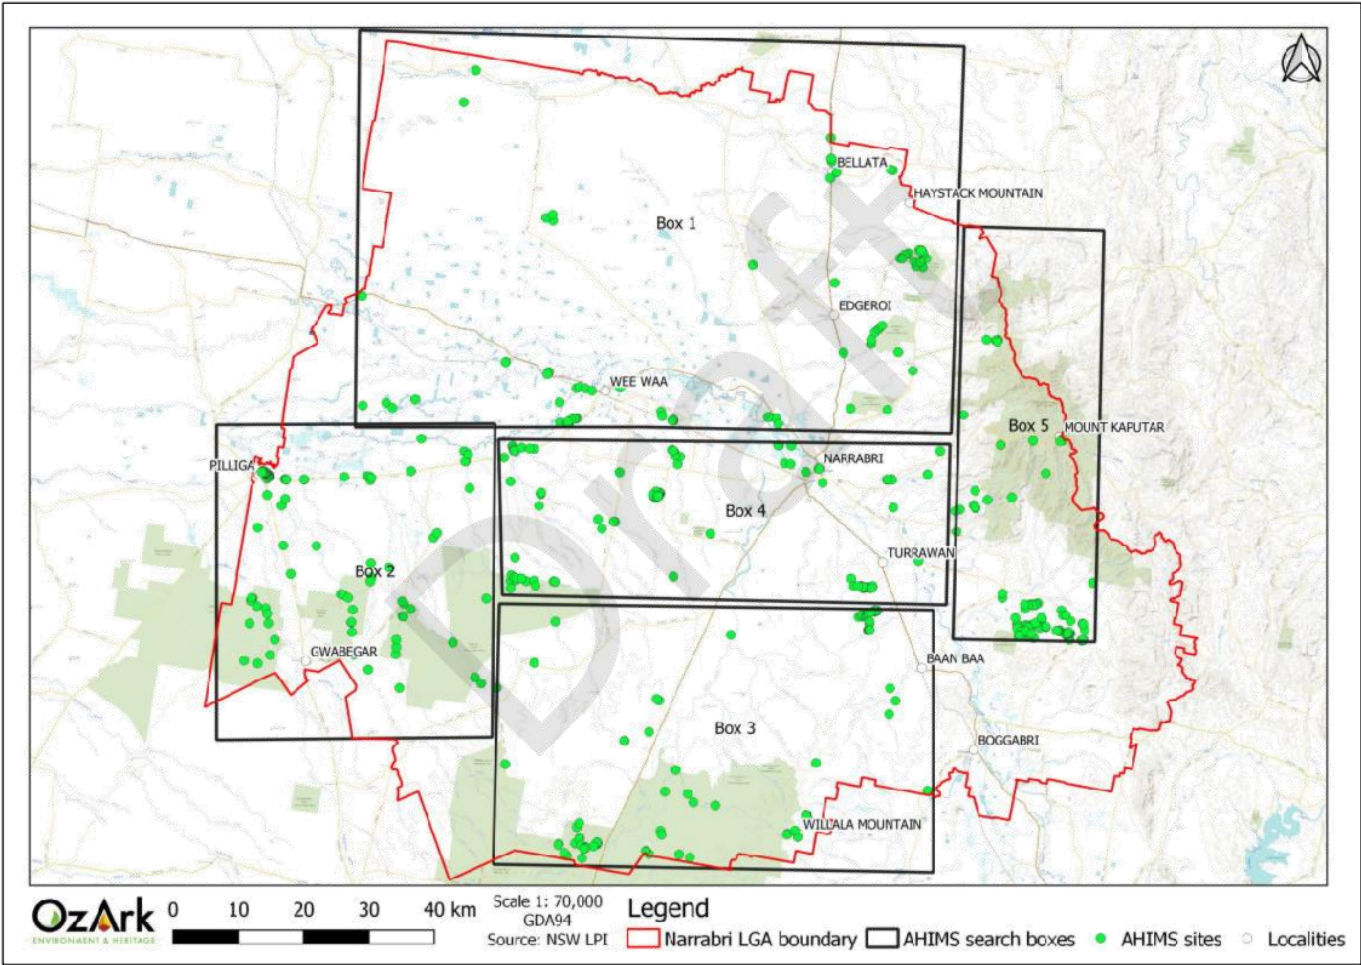 BELLATA
HAYSTACK MOUNTAIN
Box 1
EDGEROI
WEE WAA
Box 5
MOUNT KAPUTAR
PILLIGA
NARRABRI
Box 4
TURRAWAN
Box 2
GWABEGAR
BAAN BAA
Box 3
BOGGABRI
WILLALA MOUNTAIN
Draft
OzArk
ENVIRONMENT & HERITAGE
0 10 20 30 40 km
Scale 1: 70,000
GDA94
Source: NSW LPI
Legend
Narrabri LGA boundary
AHIMS search boxes
AHIMS sites
Localities